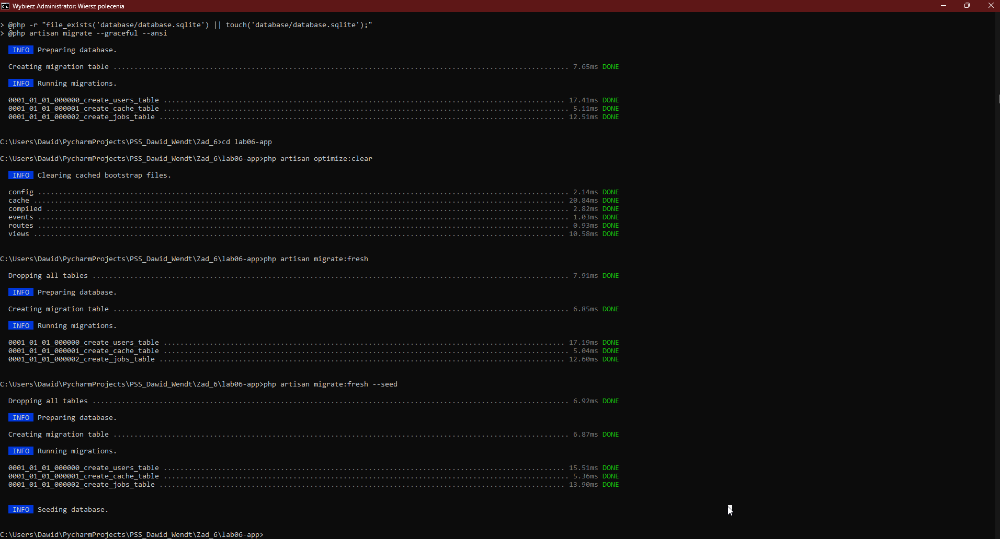 Wybierz Administrator: Wiersz polecenia
> @php -r "file_exists('database/database.sqlite') || touch('database/database.sqlite');"
> @php artisan migrate --graceful --ansi
INFO Preparing database.
Creating migration table ............................................................................................................. 7.65ms DONE
INFO Running migrations.
0001_01_01_000000_create_users_table ................................................................................................ 17.41ms DONE
0001_01_01_000001_create_cache_table ................................................................................................. 5.11ms DONE
0001_01_01_000002_create_jobs_table ................................................................................................. 12.51ms DONE
C:\Users\Dawid\PycharmProjects\PSS_Dawid_Wendt\Zad_6>cd lab06-app
C:\Users\Dawid\PycharmProjects\PSS_Dawid_Wendt\Zad_6\lab06-app>php artisan optimize:clear
INFO Clearing cached bootstrap files.
config ............................................................................................................................... 2.14ms DONE
cache ............................................................................................................................... 20.84ms DONE
compiled ............................................................................................................................. 2.82ms DONE
events ............................................................................................................................... 1.03ms DONE
routes ............................................................................................................................... 0.93ms DONE
views ............................................................................................................................... 10.58ms DONE
C:\Users\Dawid\PycharmProjects\PSS_Dawid_Wendt\Zad_6\lab06-app>php artisan migrate:fresh
Dropping all tables .................................................................................................................. 7.91ms DONE
INFO Preparing database.
Creating migration table ............................................................................................................. 6.85ms DONE
INFO Running migrations.
0001_01_01_000000_create_users_table ................................................................................................ 17.19ms DONE
0001_01_01_000001_create_cache_table ................................................................................................. 5.04ms DONE
0001_01_01_000002_create_jobs_table ................................................................................................. 12.60ms DONE
C:\Users\Dawid\PycharmProjects\PSS_Dawid_Wendt\Zad_6\lab06-app>php artisan migrate:fresh --seed
Dropping all tables .................................................................................................................. 6.92ms DONE
INFO Preparing database.
Creating migration table ............................................................................................................. 6.87ms DONE
INFO Running migrations.
0001_01_01_000000_create_users_table ................................................................................................ 15.51ms DONE
0001_01_01_000001_create_cache_table ................................................................................................. 5.36ms DONE
0001_01_01_000002_create_jobs_table ................................................................................................. 13.90ms DONE
INFO Seeding database.
C:\Users\Dawid\PycharmProjects\PSS_Dawid_Wendt\Zad_6\lab06-app>